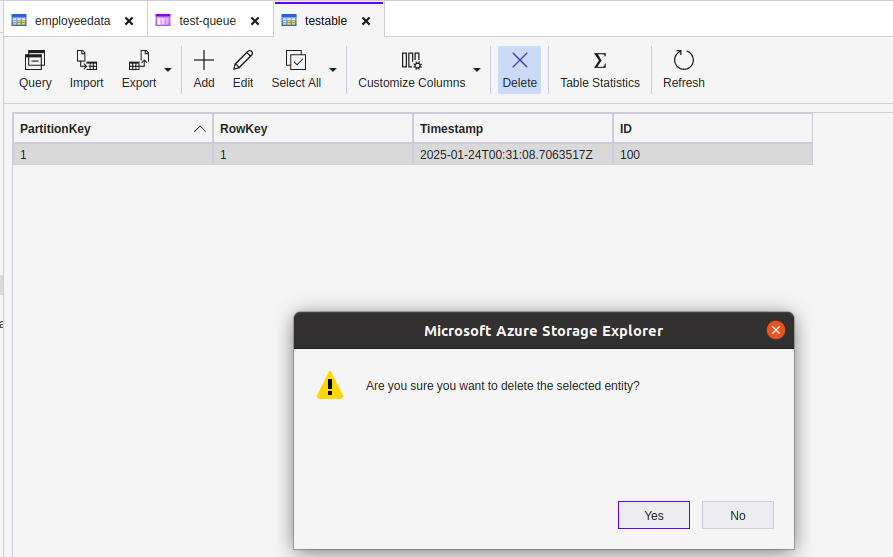 employeedata test-queue testable
Query Import Export Add Edit Select All Customize Columns Delete Table Statistics Refresh
PartitionKey RowKey Timestamp ID
1 1 2025-01-24T00:31:08.7063517Z 100
Microsoft Azure Storage Explorer
Are you sure you want to delete the selected entity?
Yes No